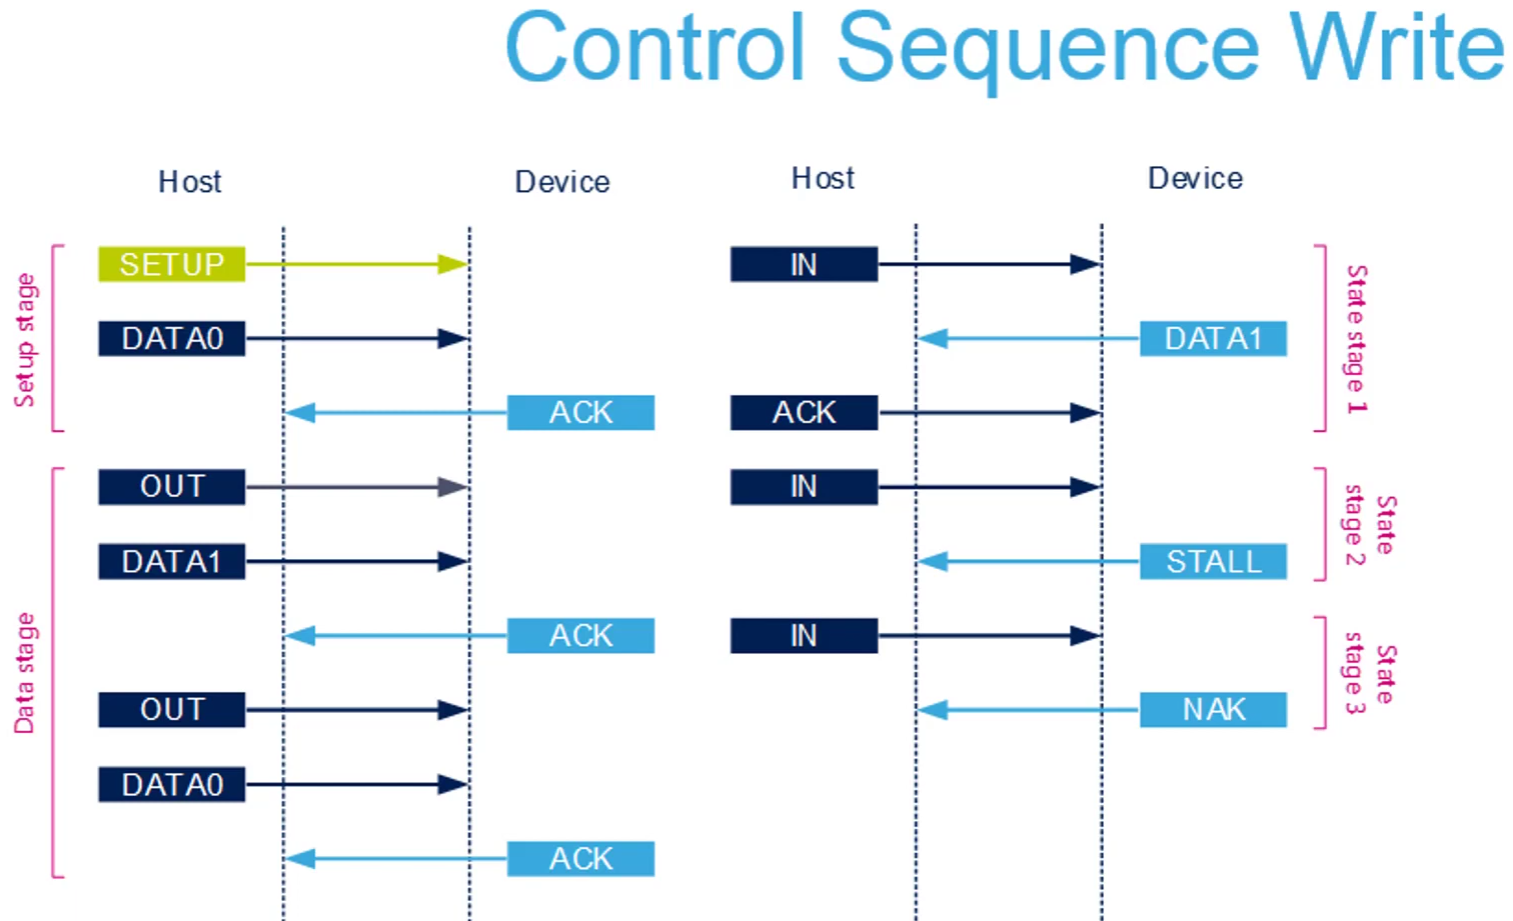 Control Sequence Write
Host
Device
Setup stage
SETUP
DATA0
ACK
Data stage
OUT
DATA1
ACK
OUT
DATA0
ACK
Host
Device
IN
DATA1
ACK
State stage 1
IN
STALL
State
stage 2
IN
NAK
State
stage 3